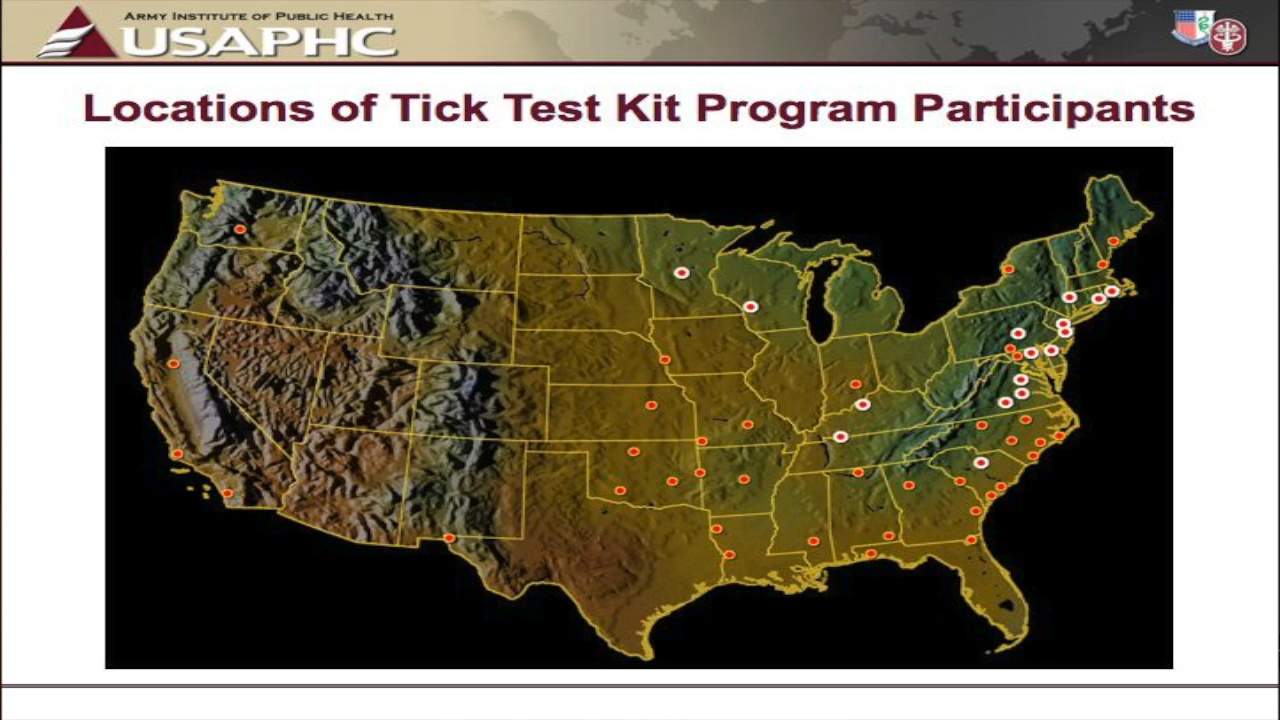 ARMY INSTITUTE OF PUBLIC HEALTH
USAPHC
Locations of Tick Test Kit Program Participants